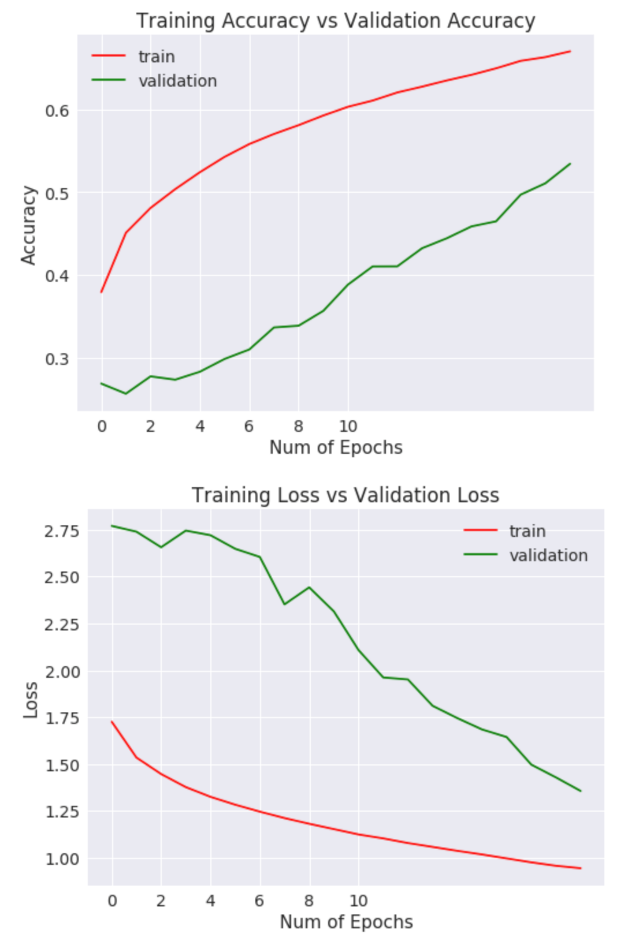 Training Accuracy vs Validation Accuracy
train
validation
0.6
0.5
0.4
0.3
Accuracy
0 2 4 6 8 10
Num of Epochs
Training Loss vs Validation Loss
train
validation
2.75
2.50
2.25
2.00
1.75
1.50
1.25
1.00
Loss
0 2 4 6 8 10
Num of Epochs